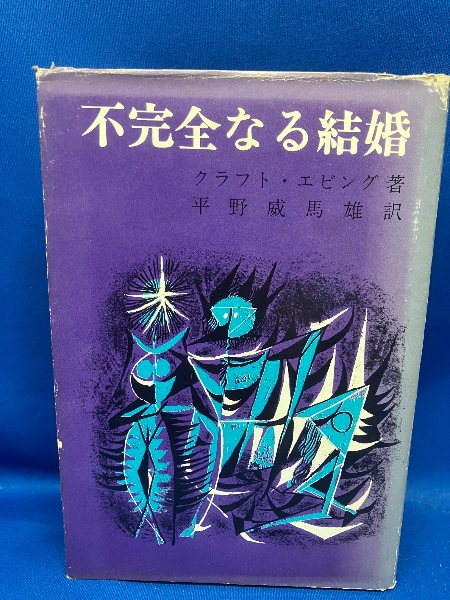 不完全なる結婚
クラフト・エビング著
平野威馬雄訳